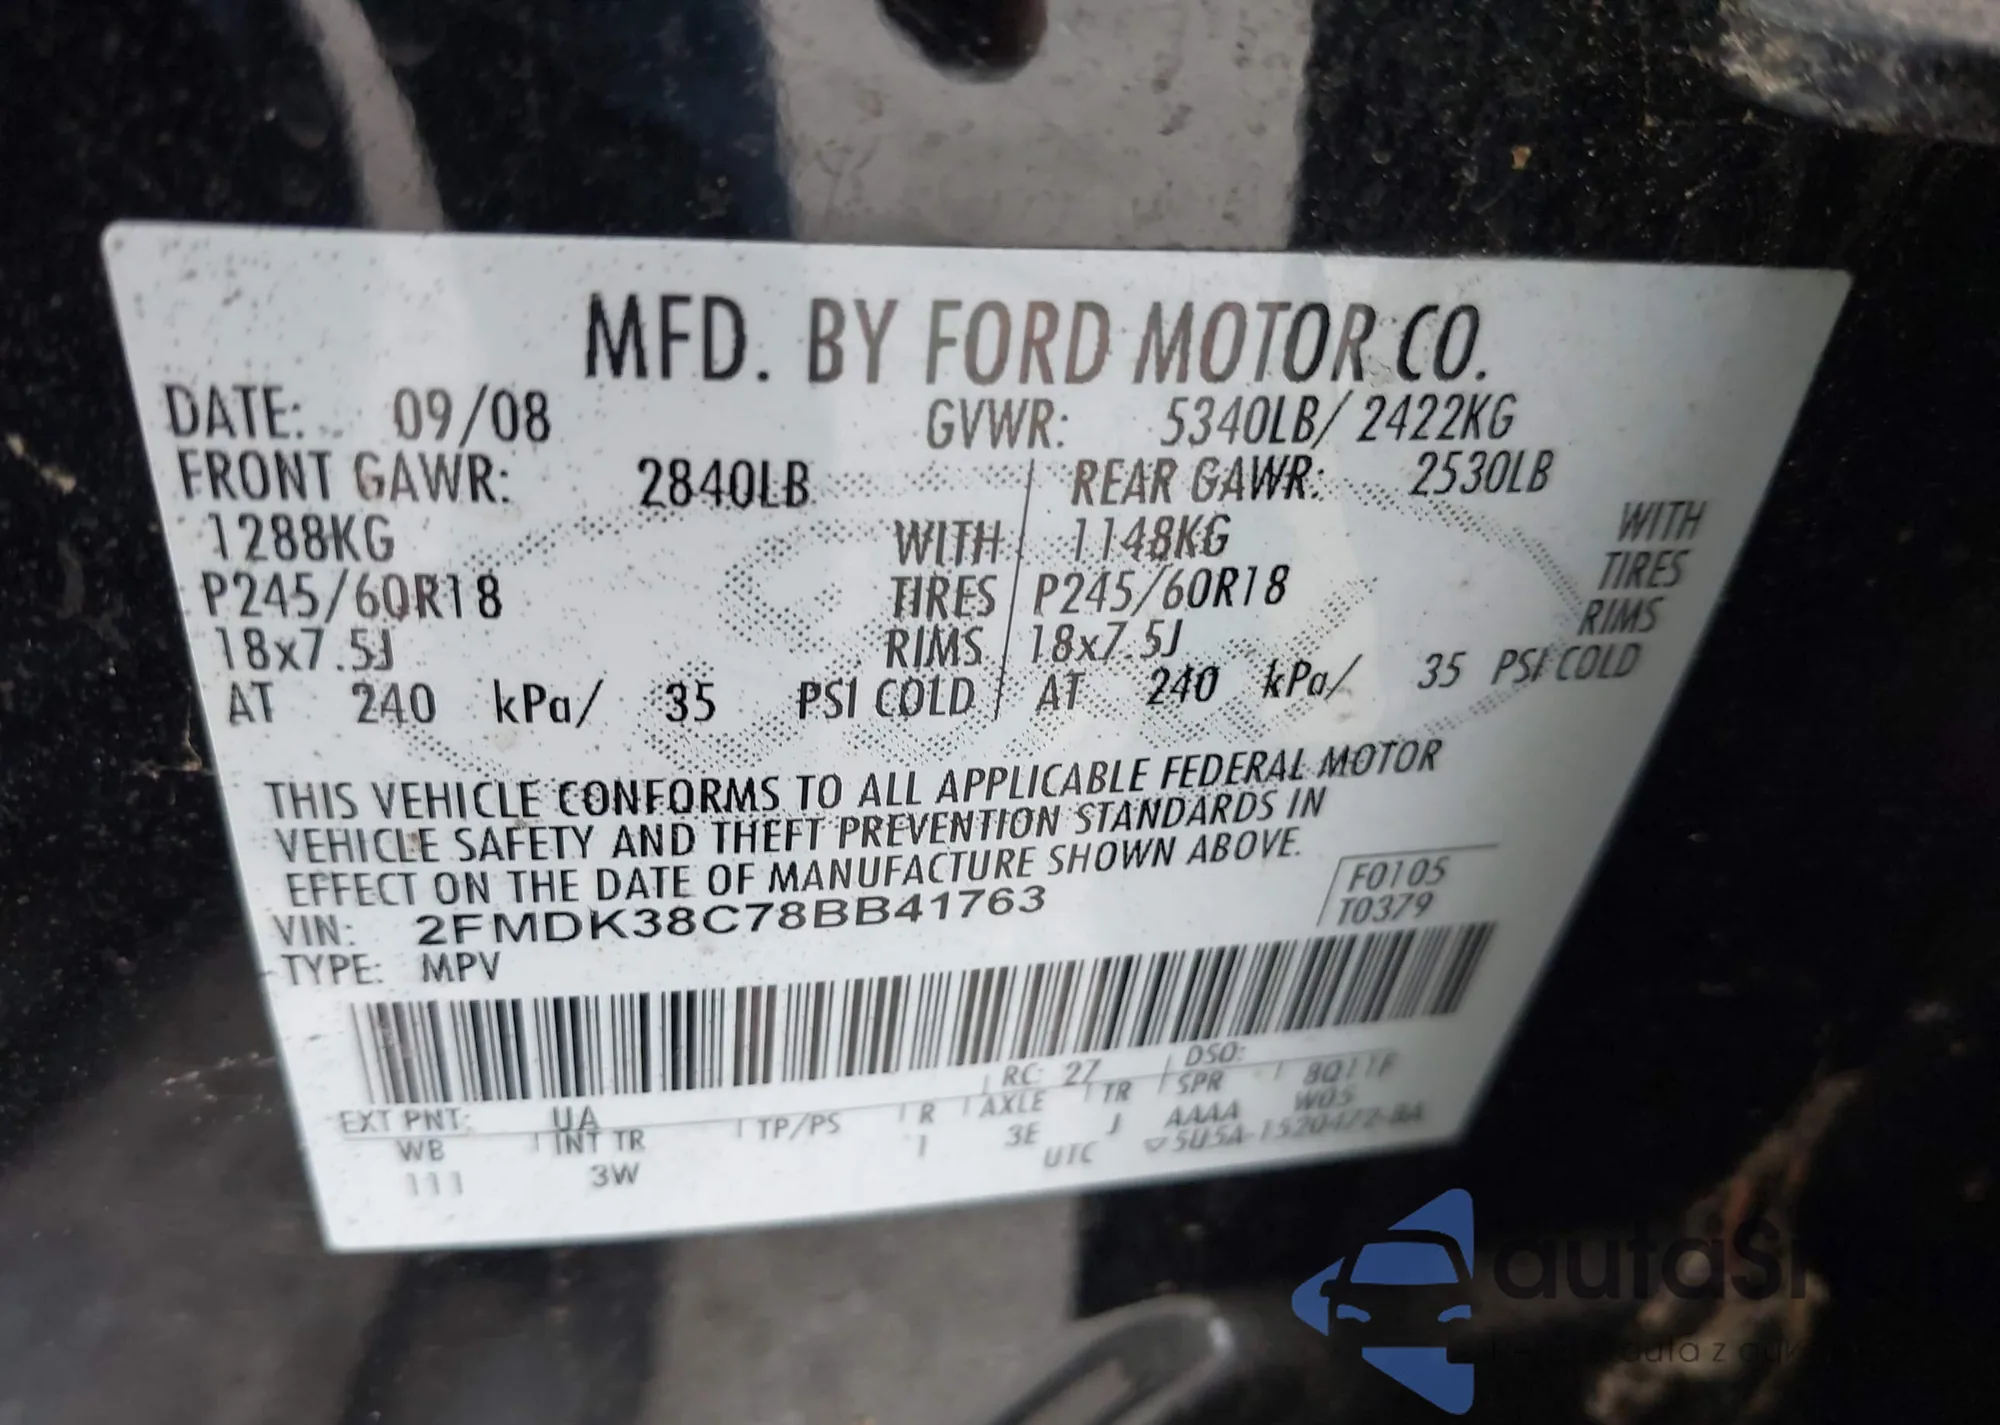 MFD. BY FORD MOTOR CO.
DATE: 09/08 GVWR: 5340LB/ 2422KG
FRONT GAWR: 2840LB REAR GAWR: 2530LB
1288KG WITH 1148KG WITH
P245/60R18 TIRES P245/60R18 TIRES
18x7.5J RIMS 18x7.5J RIMS
AT 240 kPa/ 35 PSI COLD AT 240 kPa/ 35 PSI COLD
THIS VEHICLE CONFORMS TO ALL APPLICABLE FEDERAL MOTOR
VEHICLE SAFETY AND THEFT PREVENTION STANDARDS IN
EFFECT ON THE DATE OF MANUFACTURE SHOWN ABOVE.
VIN: 2FMDK38C78BB41763 F0105
TYPE: MPV T0379
EXT PNT: UA RC: 27 DSO:
WB INT TR TP/PS R AXLE TR SPR 8Q11F
111 3W I 3E J AAAA W05
UTC
autaS